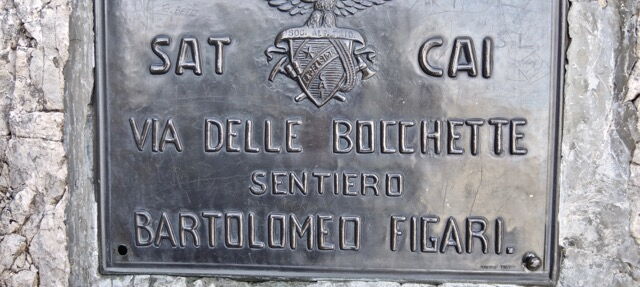 SAT CAI
VIA DELLE BOCCHETTE
SENTIERO
BARTOLOMEO FIGARI.